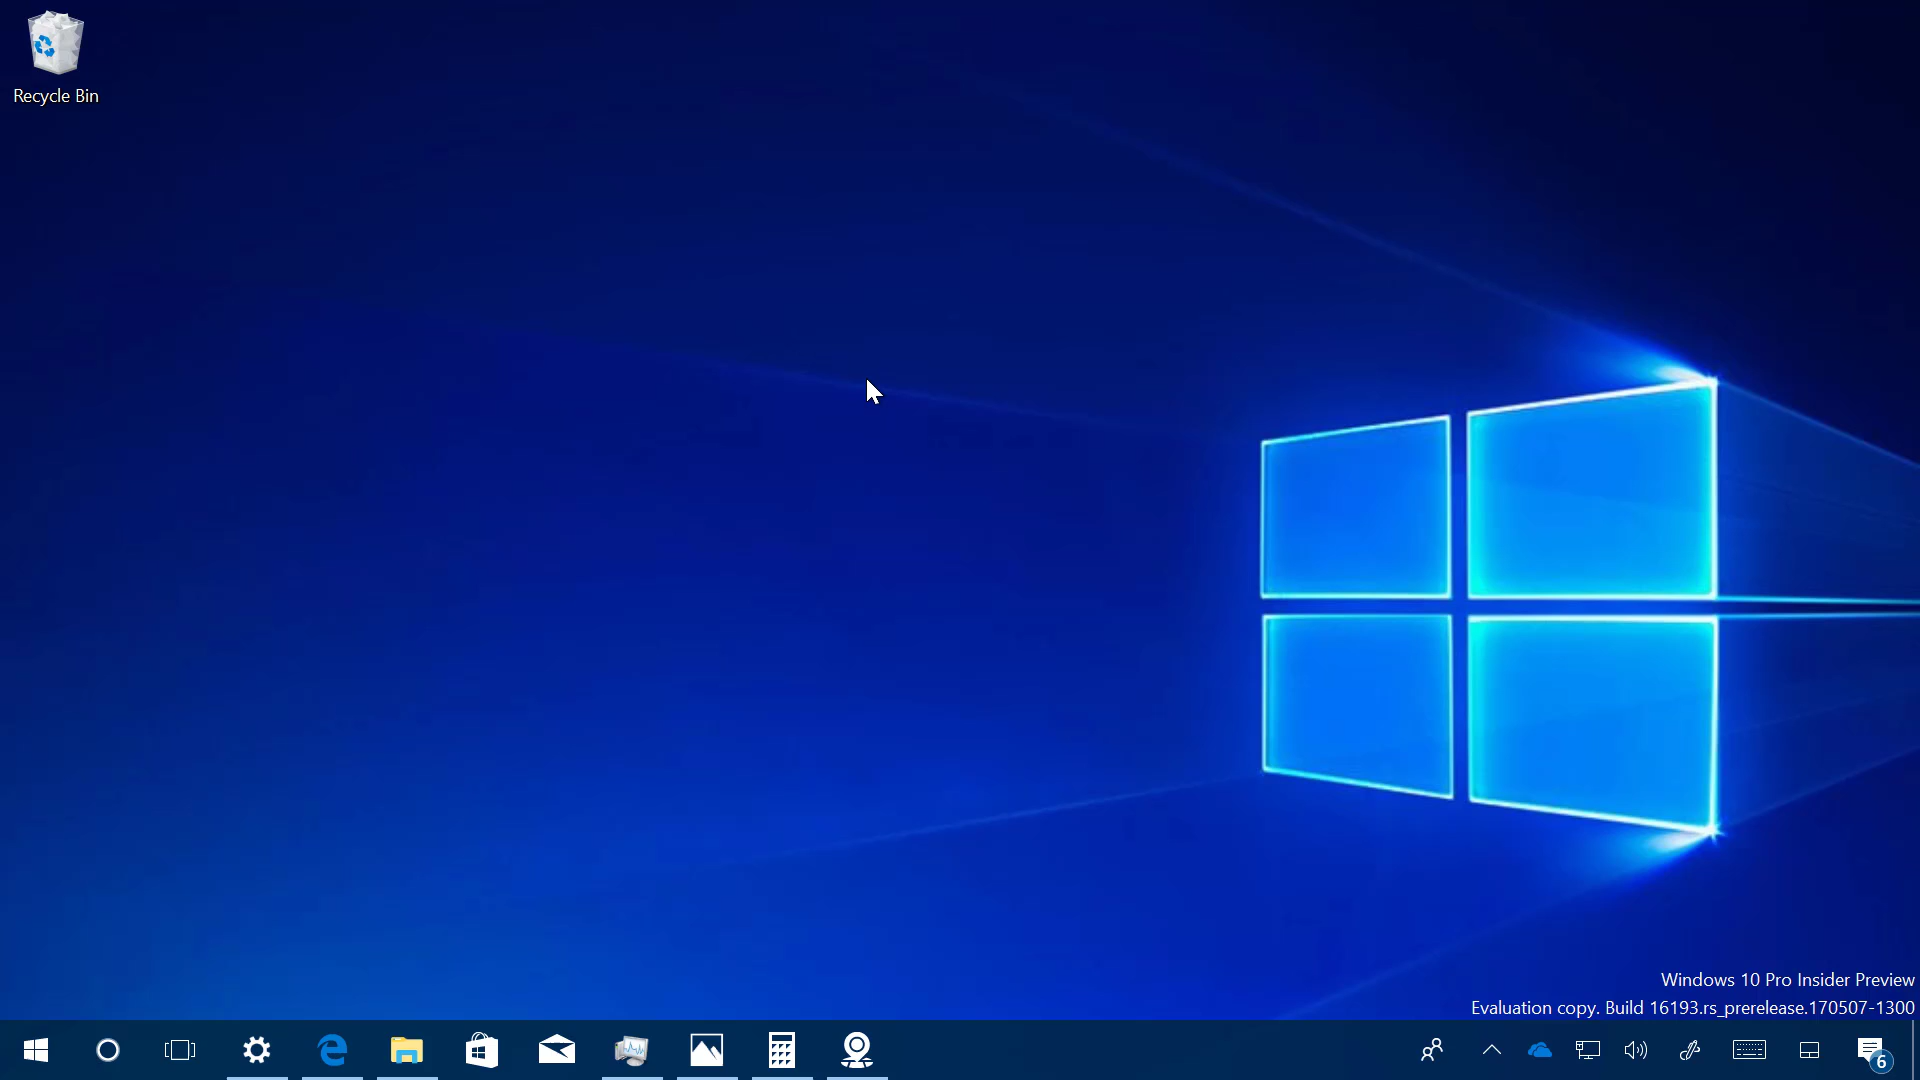 Recycle Bin
Windows 10 Pro Insider Preview
Evaluation copy. Build 16193.rs_prerelease.170507-1300
6